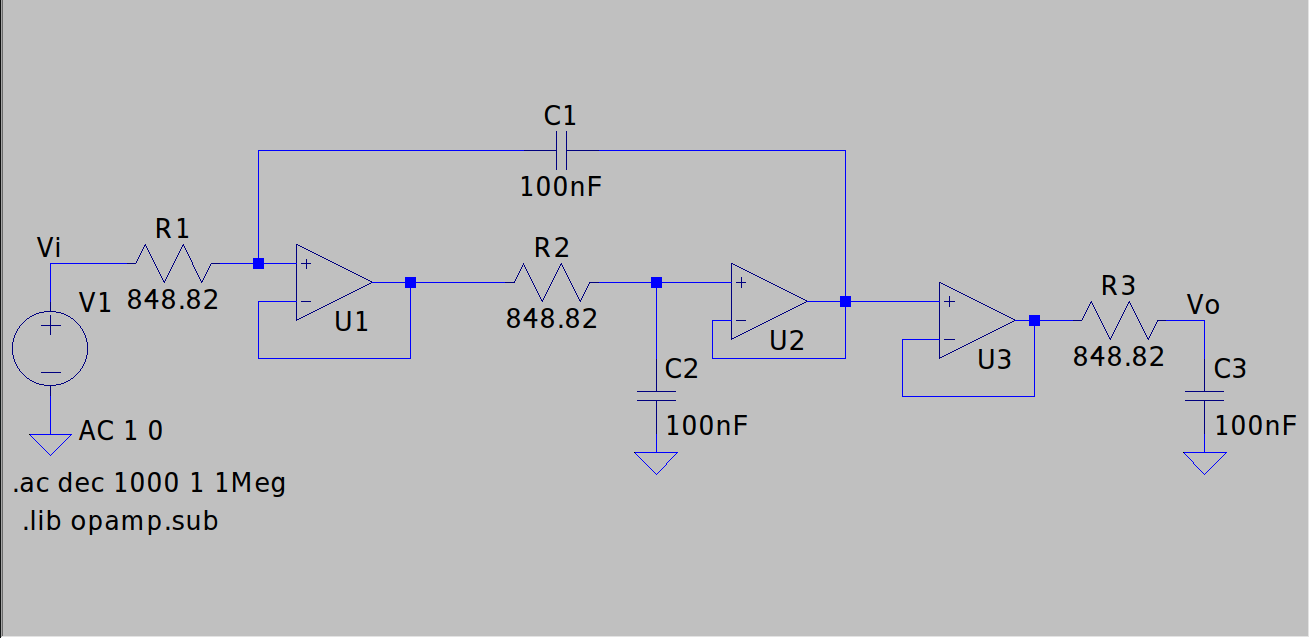 C1
100nF
R1
R2
Vi
V1
848.82
848.82
U1
U2
R3
Vo
848.82
U3
C2
100nF
C3
100nF
AC 1 0
.ac dec 1000 1 1Meg
.lib opamp.sub